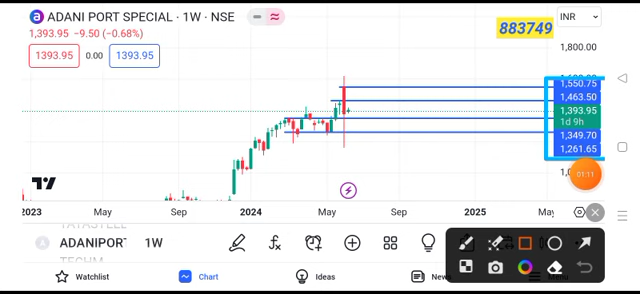 ADANI PORT SPECIAL · 1W · NSE
INR
883749
1,393.95 −9.50 (−0.68%)
1393.95 0.00 1393.95
1,800.00
1,550.75
1,463.50
1,393.95
1d 9h
1,349.70
1,261.65
01:11
2023 May Sep 2024 May Sep 2025
ADANIPORT 1W
TECHM
Watchlist Chart Ideas